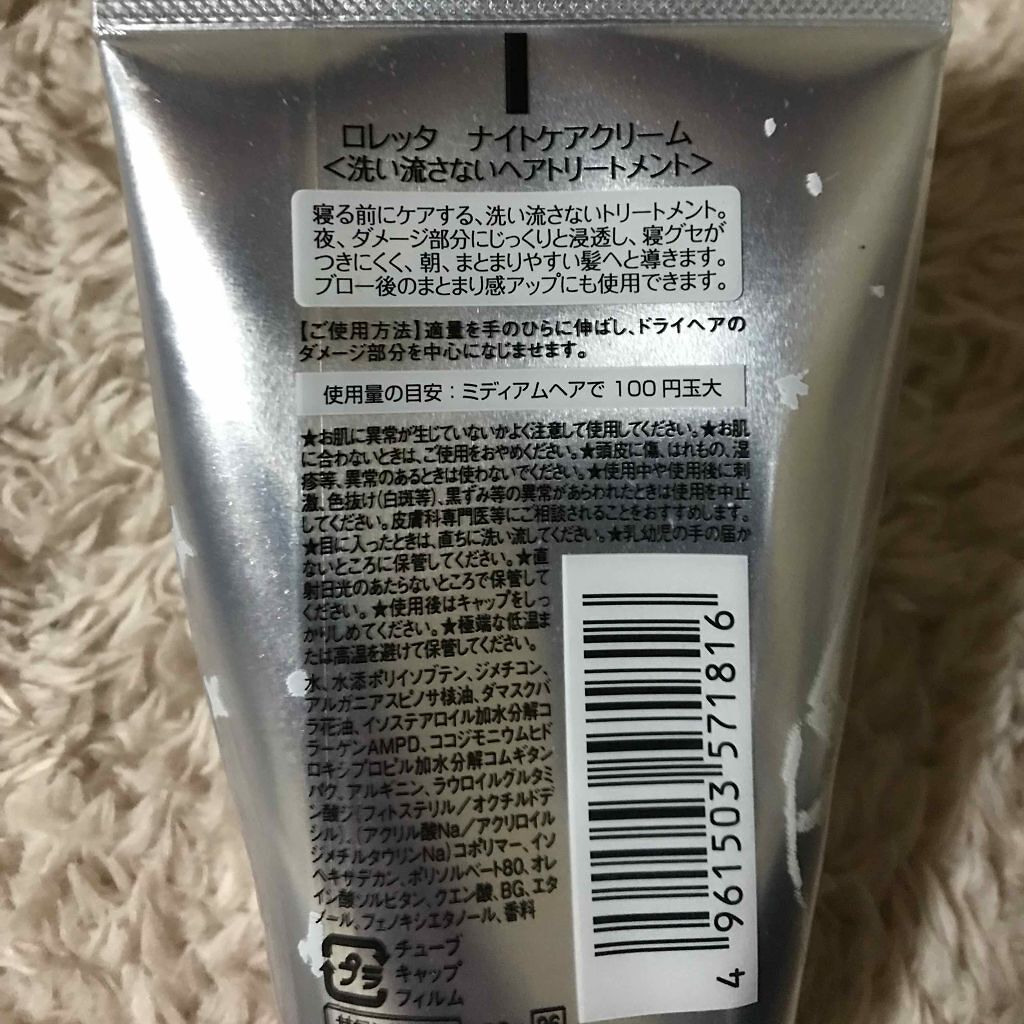 ロレッタ ナイトケアクリーム
<洗い流さないヘアトリートメント>
寝る前にケアする、洗い流さないトリートメント。
夜、ダメージ部分にじっくりと浸透し、寝グセが
つきにくく、朝、まとまりやすい髪へと導きます。
ブロー後のまとまり感アップにも使用できます。
【ご使用方法】適量を手のひらに伸ばし、ドライヘアの
ダメージ部分を中心になじませます。
使用量の目安:ミディアムヘアで 100円玉大
★お肌に異常が生じていないかよく注意して使用してください。★お肌
に合わないときは、ご使用をおやめください。★頭皮に傷、はれもの、湿
疹等、異常のあるときは使わないでください。★使用中や使用後に刺
激、色抜け(白斑等)、黒ずみ等の異常があらわれたときは使用を中止
してください。皮膚科専門医等にご相談されることをおすすめします。
★目に入ったときは、直ちに洗い流してください。★乳幼児の手の届か
ないところに保管してください。★直
射日光のあたらないところで保管して
ください。★使用後はキャップをしっ
かりしめてください。★極端な低温ま
たは高温を避けて保管してください。
水、水添ポリイソブテン、ジメチコン、
アルガニアスピノサ核油、ダマスクバ
ラ花油、イソステアロイル加水分解コ
ラーゲンAMPD、ココジモニウムヒド
ロキシプロピル加水分解コムギタン
パク、アルギニン、ラウロイルグルタミ
ン酸ジ(フィトステリル/オクチルドデ
シル)、(アクリル酸Na/アクリロイル
ジメチルタウリンNa)コポリマー、イソ
ヘキサデカン、ポリソルベート80、オレ
イン酸ソルビタン、クエン酸、BG、エタ
ノール、フェノキシエタノール、香料
プラ
チューブ
キャップ
フィルム
4961503571816